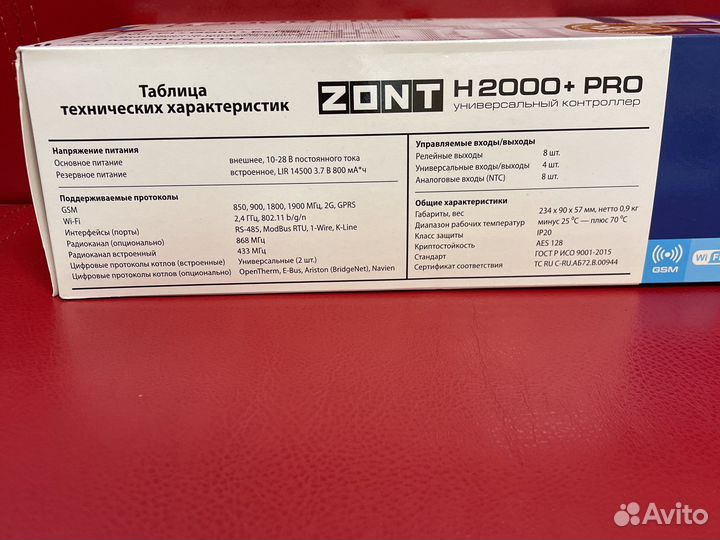 Таблица
технических характеристик
ZONT H2000+ PRO
универсальный контроллер
Напряжение питания
Основное питание внешнее, 10-28 В постоянного тока
Резервное питание встроенное, LIR 14500 3.7 В 800 мА*ч
Поддерживаемые протоколы
GSM 850, 900, 1800, 1900 МГц, 2G, GPRS
Wi-Fi 2,4 ГГц, 802.11 b/g/n
Интерфейсы (порты) RS-485, ModBus RTU, 1-Wire, K-Line
Радиоканал (опционально) 868 МГц
Радиоканал встроенный 433 МГц
Цифровые протоколы котлов (встроенные) Универсальные (2 шт.)
Цифровые протоколы котлов (опционально) OpenTherm, E-Bus, Ariston (BridgeNet), Navien
Управляемые входы/выходы
Релейные выходы 8 шт.
Универсальные входы/выходы 4 шт.
Аналоговые входы (NTC) 8 шт.
Общие характеристики
Габариты, вес 234 x 90 x 57 мм, нетто 0,9 кг
Диапазон рабочих температур минус 25 °C — плюс 70 °C
Класс защиты IP20
Криптостойкость AES 128
Стандарт ГОСТ Р ИСО 9001-2015
Сертификат соответствия ТС RU C-RU.АБ72.В.00944
GSM
Wi Fi
Avito